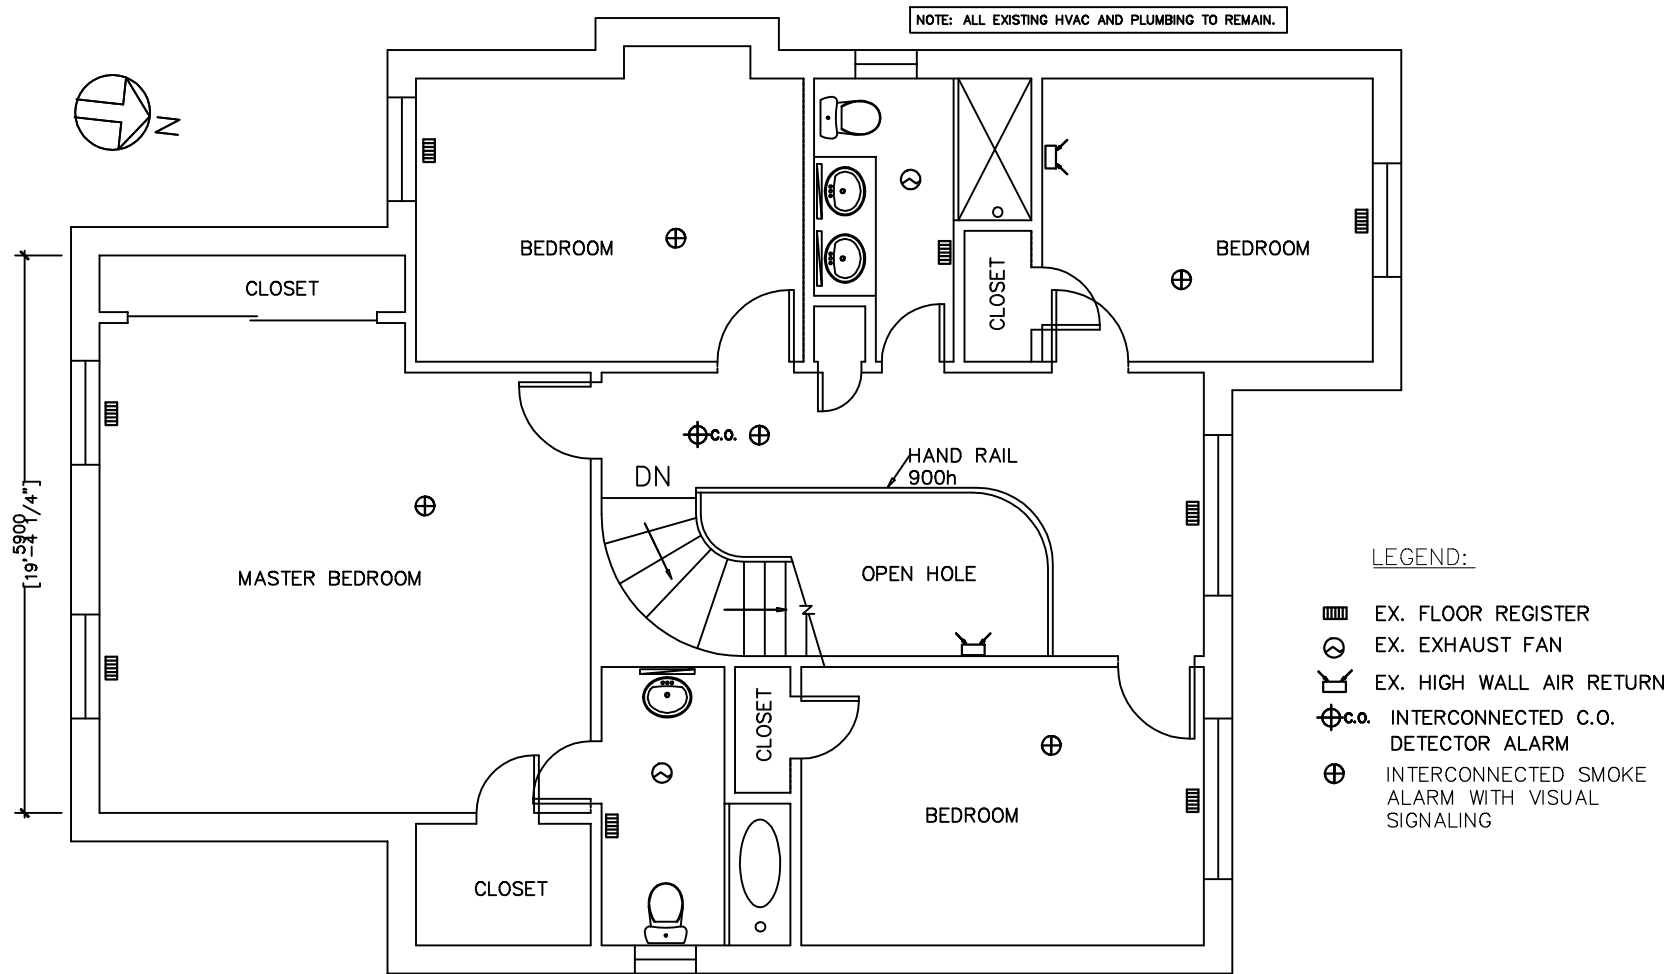 NOTE: ALL EXISTING HVAC AND PLUMBING TO REMAIN.
N
BEDROOM
BEDROOM
CLOSET
CLOSET
C.O.
HAND RAIL
900h
DN
5900
[19'-4 1/4"]
MASTER BEDROOM
OPEN HOLE
CLOSET
BEDROOM
CLOSET
LEGEND:
EX. FLOOR REGISTER
EX. EXHAUST FAN
EX. HIGH WALL AIR RETURN
C.O. INTERCONNECTED C.O.
DETECTOR ALARM
INTERCONNECTED SMOKE
ALARM WITH VISUAL
SIGNALING